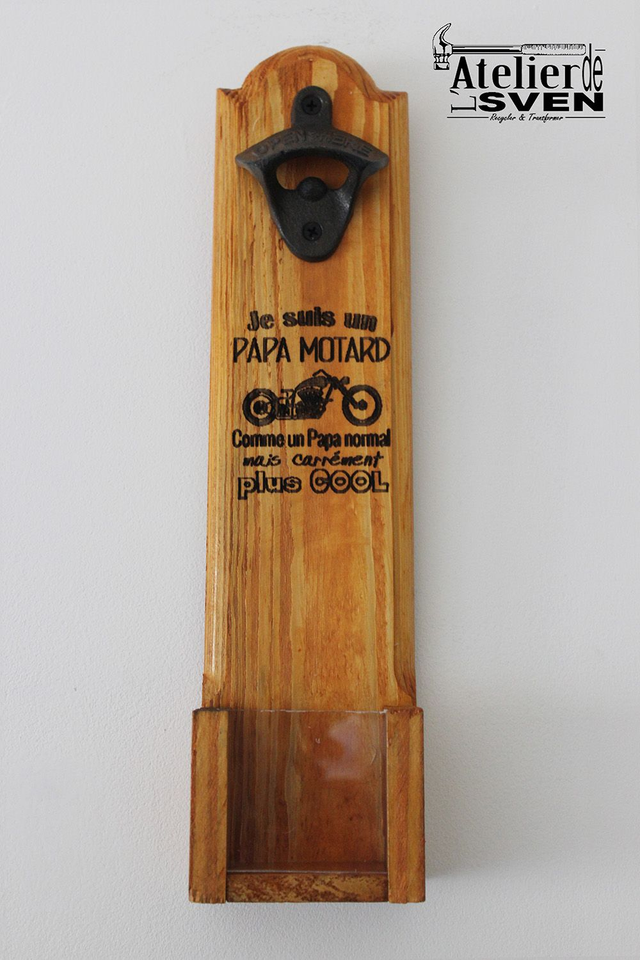 L'Atelier de
SVEN
Recycler & Transformer
OPEN HERE
Je suis un
PAPA MOTARD
Comme un Papa normal
mais carrément
plus COOL